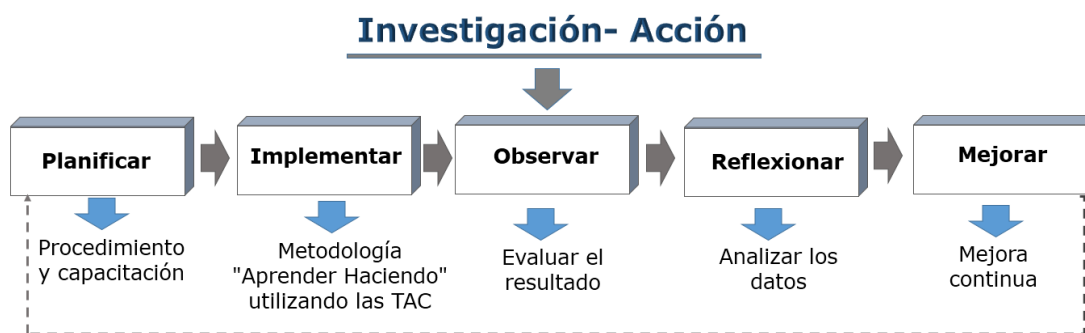 Investigación- Acción
Planificar
Implementar
Observar
Reflexionar
Mejorar
Procedimiento
y capacitación
Metodología
"Aprender Haciendo"
utilizando las TAC
Evaluar el
resultado
Analizar los
datos
Mejora
continua